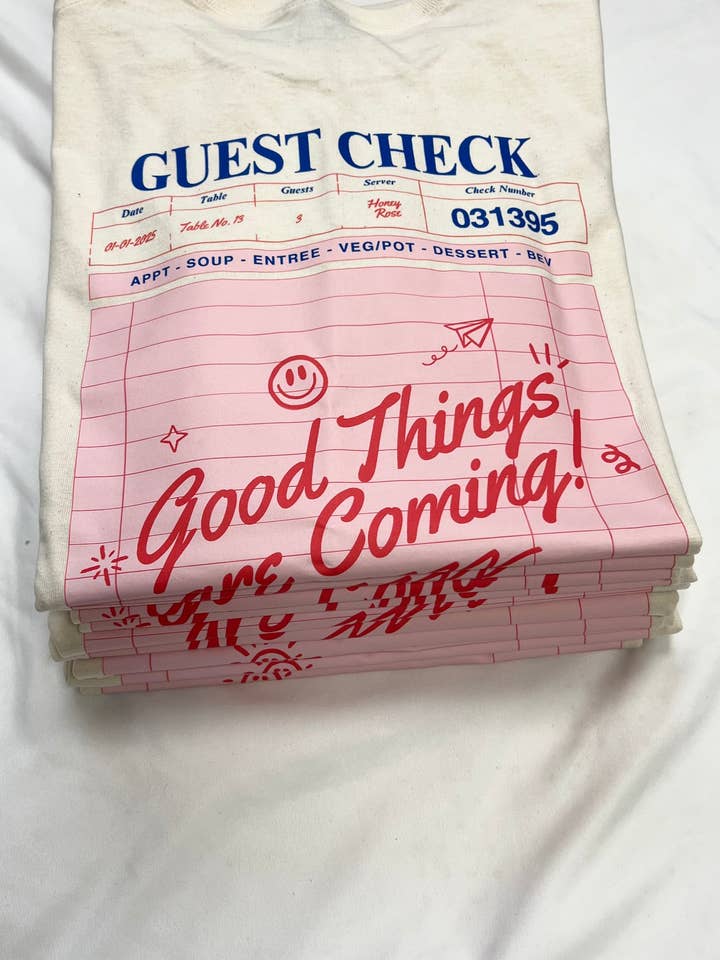 GUEST CHECK
Date Table Guests Server Check Number
01-01-2025 Table No. 13 3 Honey Rose 031395
APPT - SOUP - ENTREE - VEG/POT - DESSERT - BEV
Good Things
are Coming!